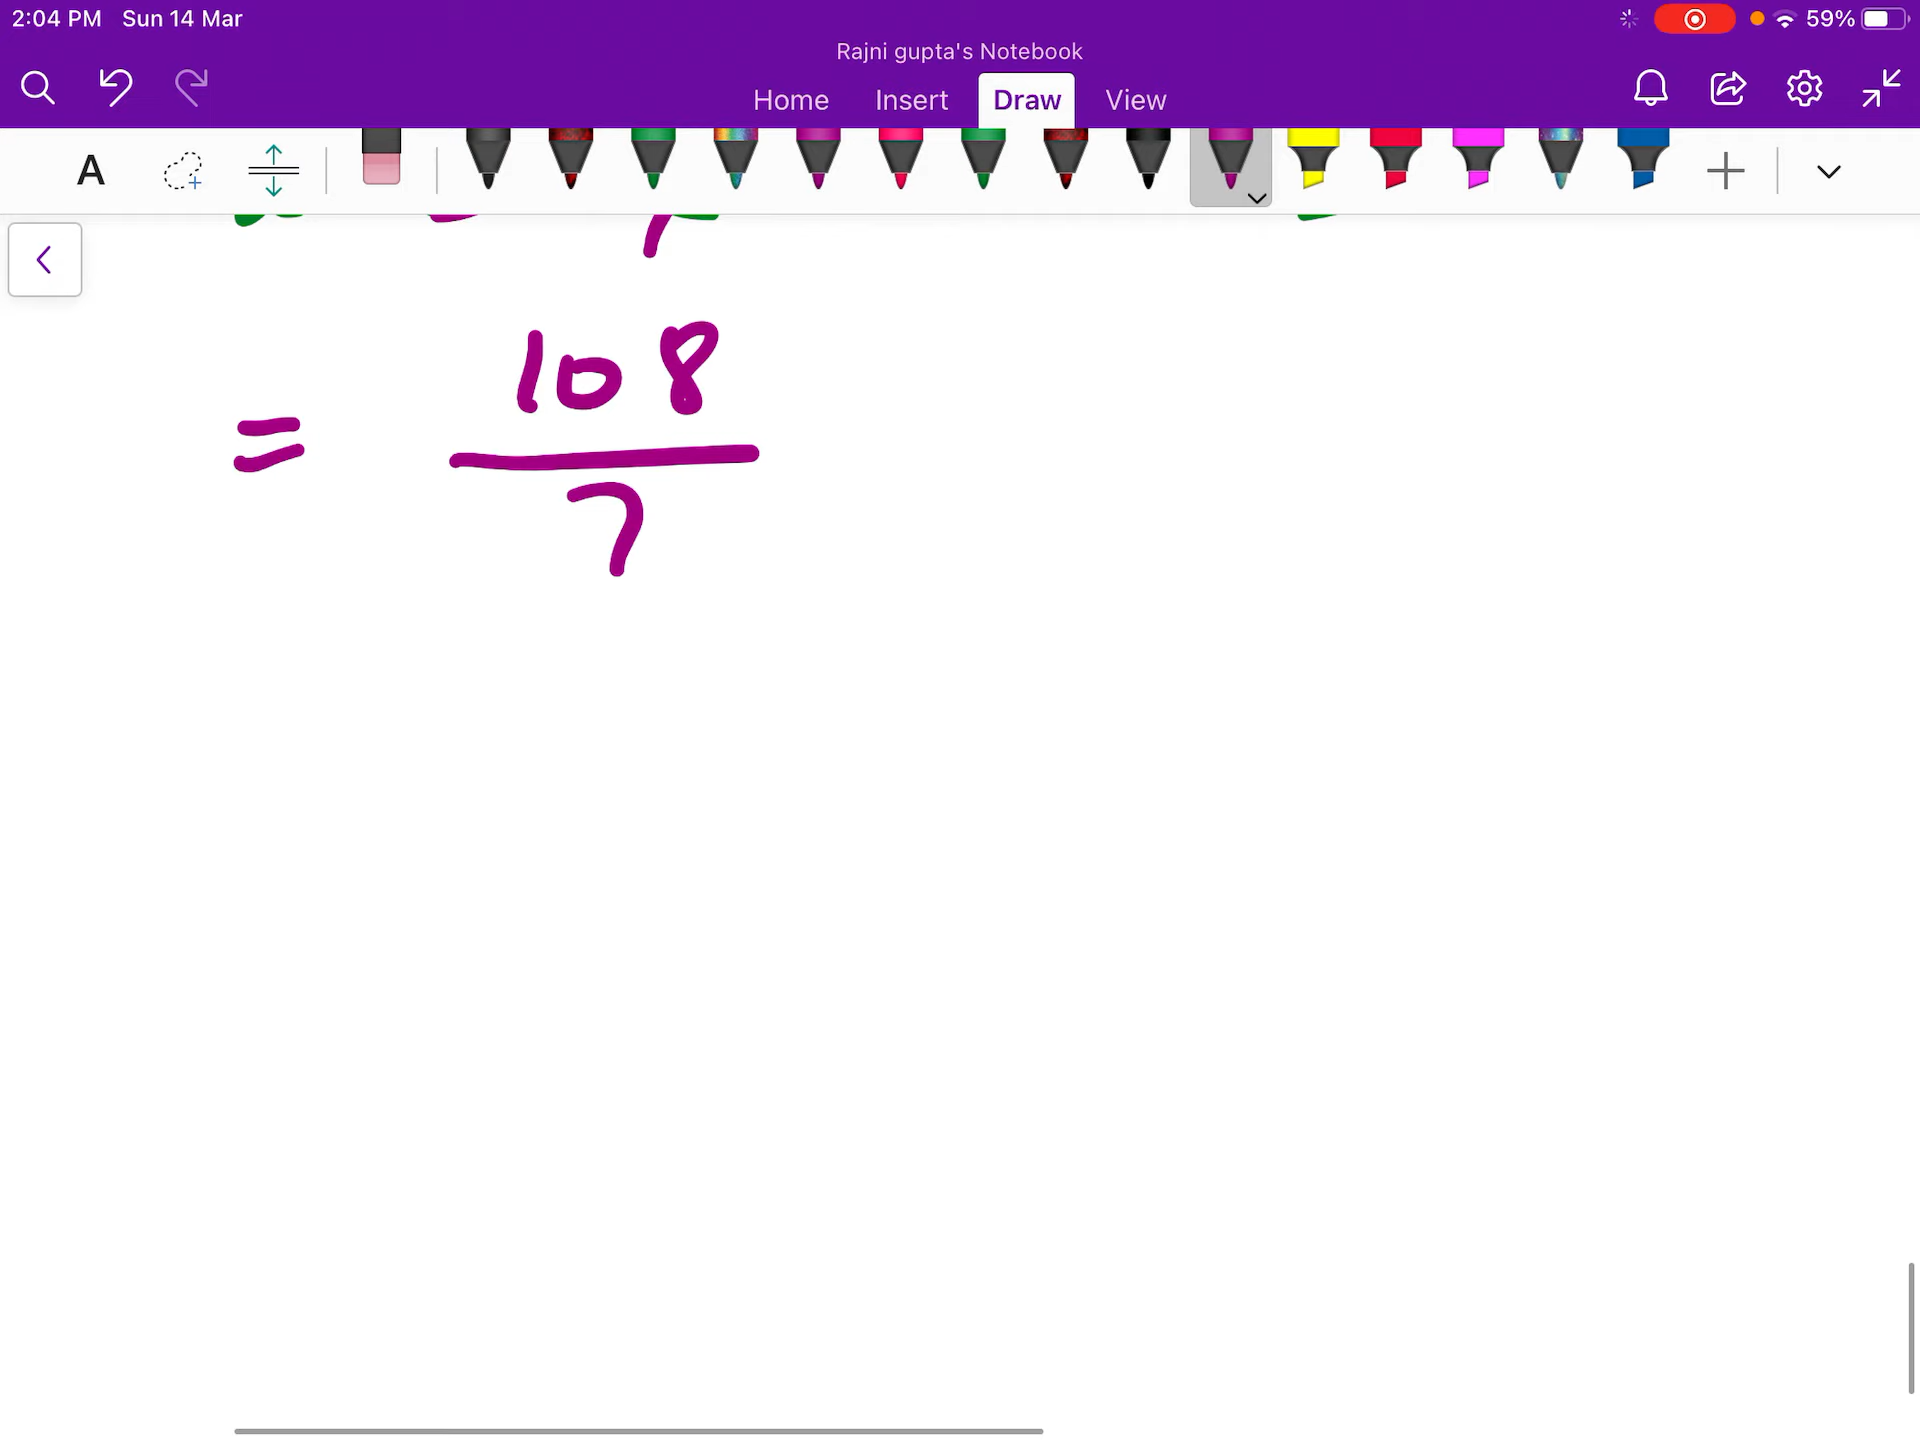 2:04 PM Sun 14 Mar 59%
Rajni gupta's Notebook
Home Insert Draw View
A
= 108
7